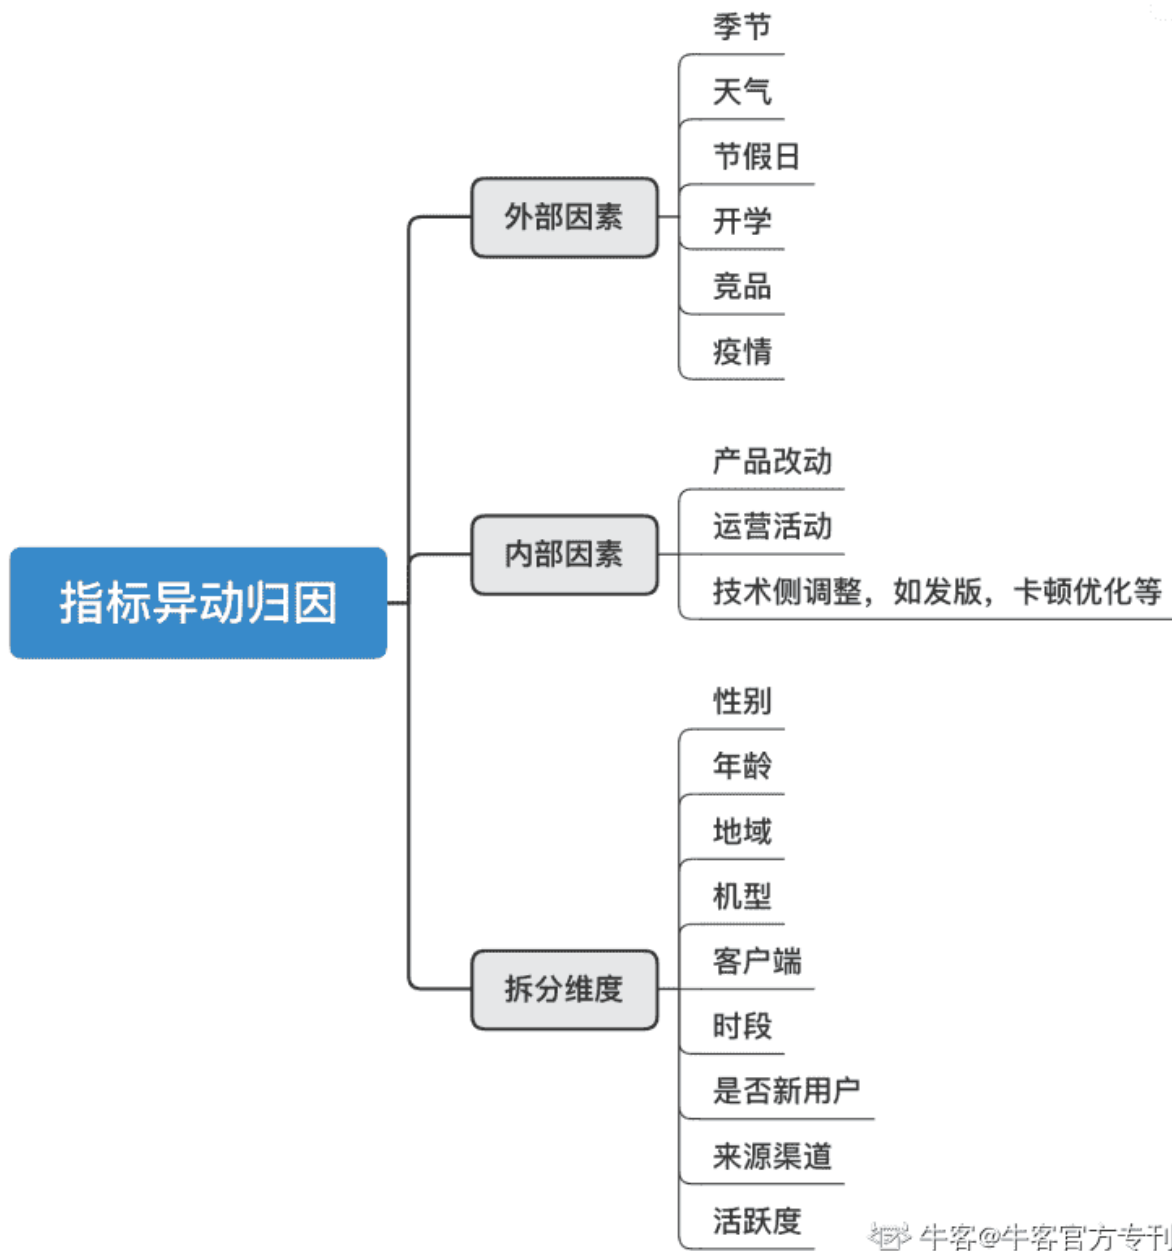 季节
天气
节假日
外部因素
开学
竞品
疫情
产品改动
运营活动
内部因素
技术侧调整，如发版，卡顿优化等
指标异动归因
性别
年龄
地域
机型
客户端
拆分维度
时段
是否新用户
来源渠道
活跃度
牛客@牛客官方专刊